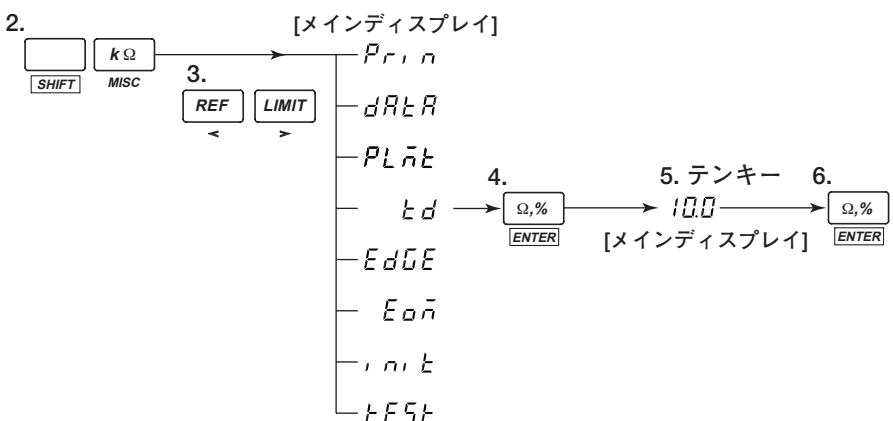 [メインディスプレイ]
2.
kΩ
SHIFT MISC
3.
REF LIMIT
< >
Prin
dAtA
PLm̄t
td
EdGE
Eom̄
init
tESt
4.
Ω,%
ENTER
5. テンキー
10.0
[メインディスプレイ]
6.
Ω,%
ENTER